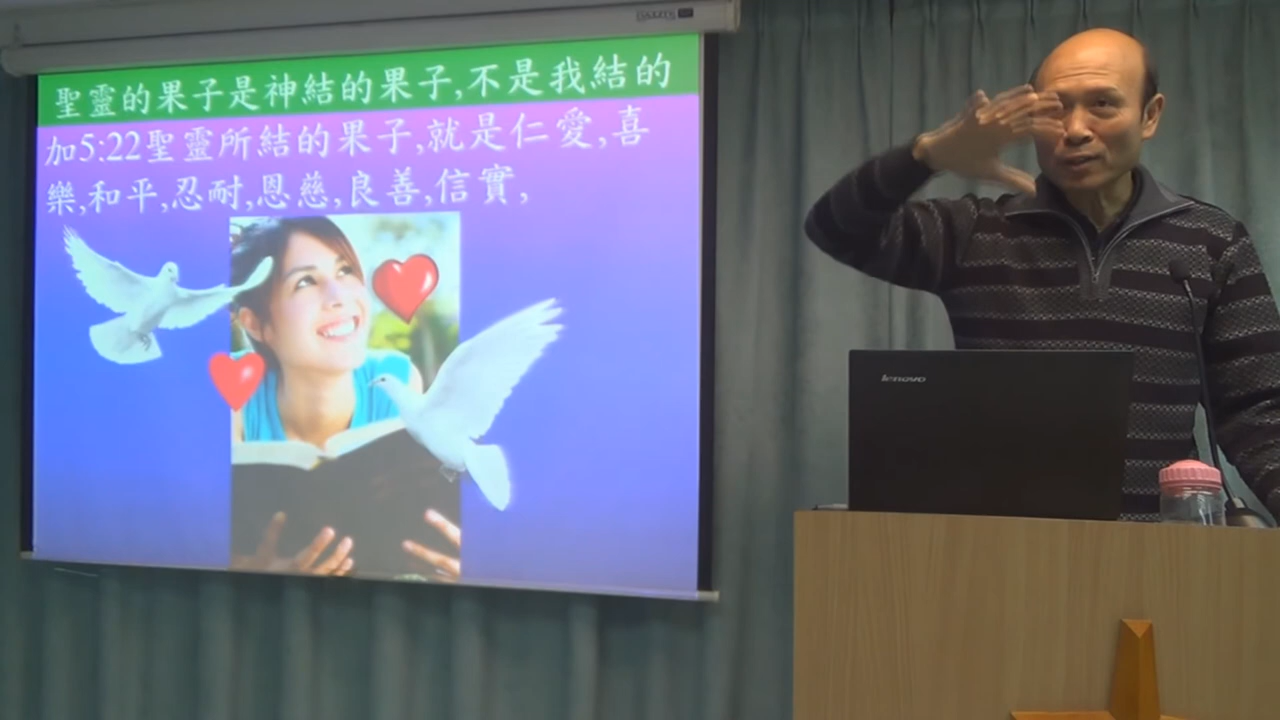 聖靈的果子是神結的果子,不是我結的
加5:22聖靈所結的果子,就是仁愛,喜
樂,和平,忍耐,恩慈,良善,信實,
lenovo